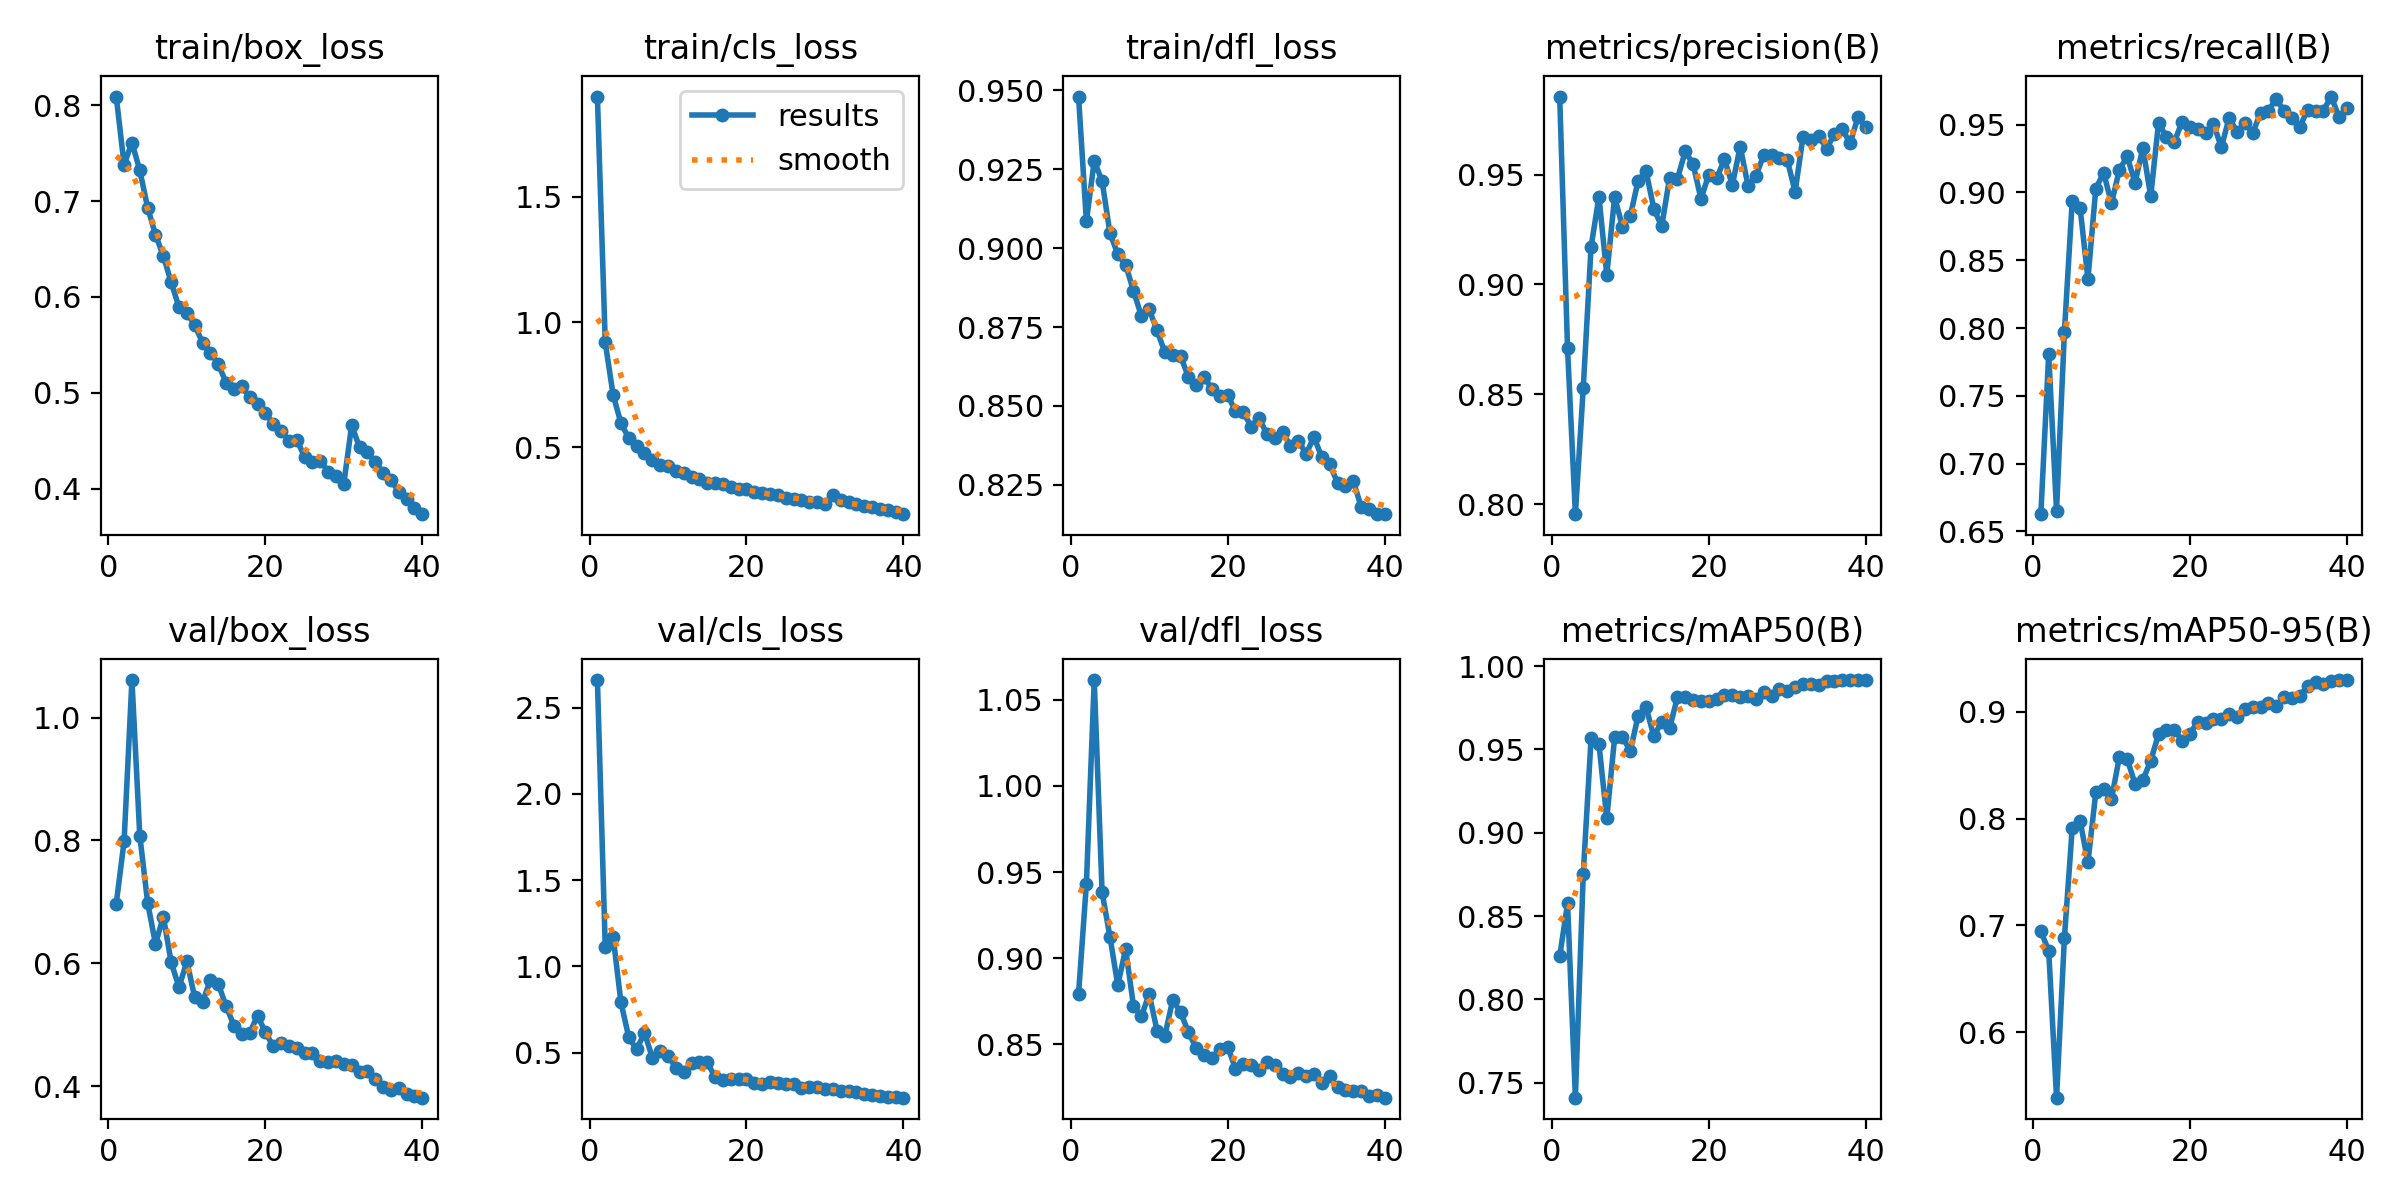 train/box_loss
0.8
0.7
0.6
0.5
0.4
0 20 40
train/cls_loss
results
smooth
1.5
1.0
0.5
0 20 40
train/dfl_loss
0.950
0.925
0.900
0.875
0.850
0.825
0 20 40
metrics/precision(B)
0.95
0.90
0.85
0.80
0 20 40
metrics/recall(B)
0.95
0.90
0.85
0.80
0.75
0.70
0.65
0 20 40
val/box_loss
1.0
0.8
0.6
0.4
0 20 40
val/cls_loss
2.5
2.0
1.5
1.0
0.5
0 20 40
val/dfl_loss
1.05
1.00
0.95
0.90
0.85
0 20 40
metrics/mAP50(B)
1.00
0.95
0.90
0.85
0.80
0.75
0 20 40
metrics/mAP50-95(B)
0.9
0.8
0.7
0.6
0 20 40